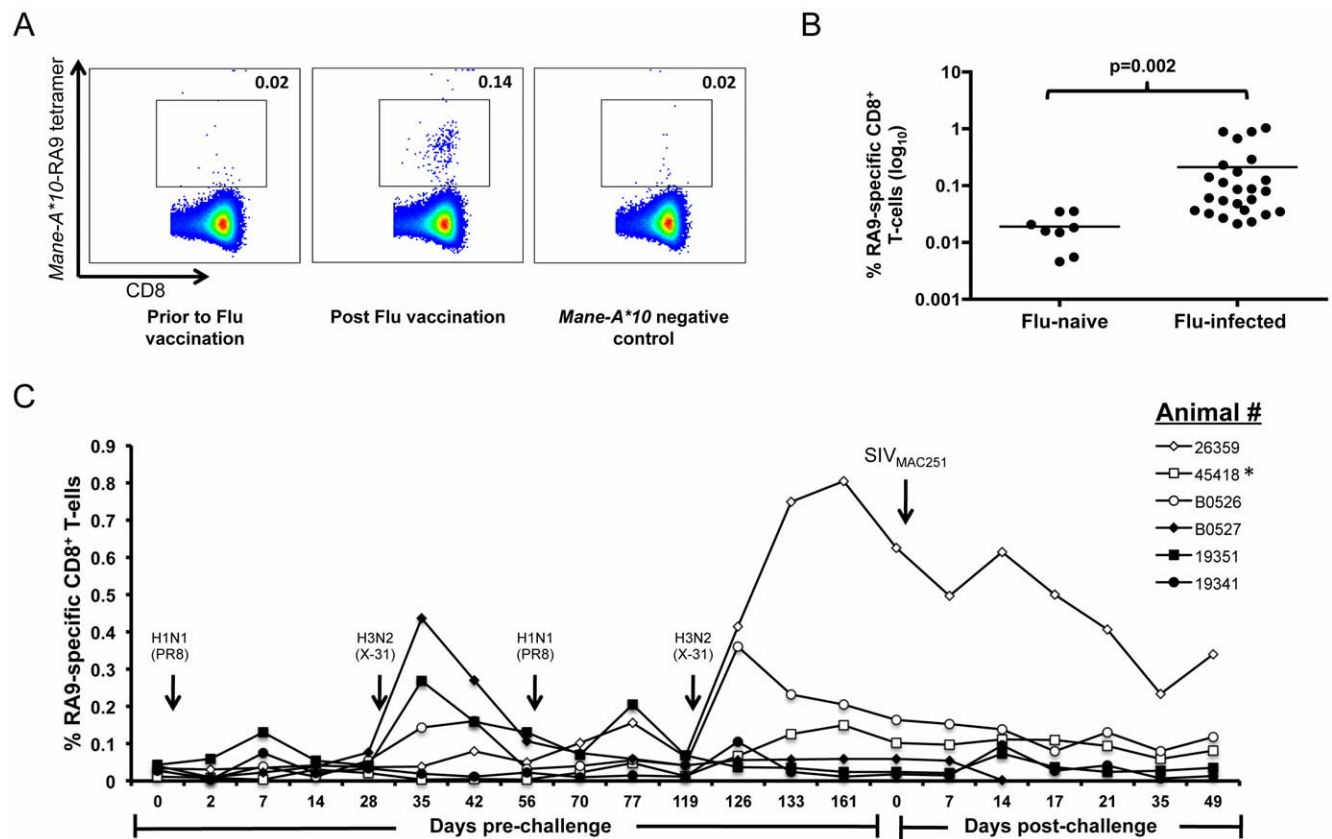 A
Mane-A*10-RA9 tetramer
0.02
0.14
0.02
CD8
Prior to Flu
vaccination
Post Flu vaccination
Mane-A*10 negative
control
B
p=0.002
% RA9-specific CD8+
T-cells (log10)
10
1
0.1
0.01
0.001
Flu-naive
Flu-infected
C
% RA9-specific CD8+ T-ells
0.9
0.8
0.7
0.6
0.5
0.4
0.3
0.2
0.1
0
H1N1
(PR8)
H3N2
(X-31)
H1N1
(PR8)
H3N2
(X-31)
SIVMAC251
Animal #
26359
45418 *
B0526
B0527
19351
19341
0 2 7 14 28 35 42 56 70 77 119 126 133 161 0 7 14 17 21 35 49
Days pre-challenge
Days post-challenge